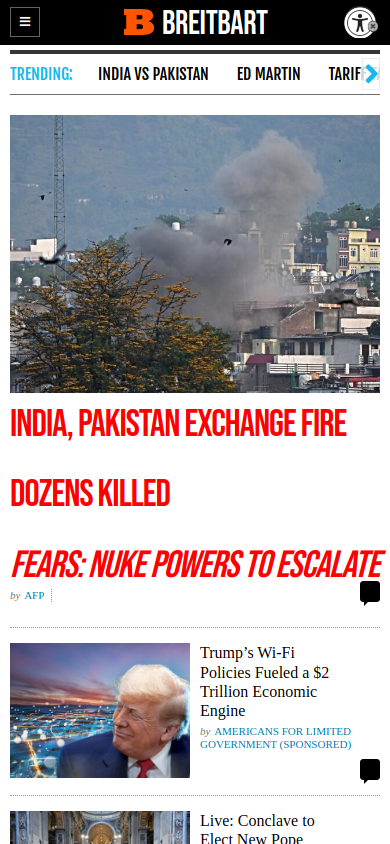 B BREITBART
TRENDING: INDIA VS PAKISTAN ED MARTIN TARIF
INDIA, PAKISTAN EXCHANGE FIRE
DOZENS KILLED
FEARS: NUKE POWERS TO ESCALATE
by AFP
Trump’s Wi-Fi
Policies Fueled a $2
Trillion Economic
Engine
by AMERICANS FOR LIMITED
GOVERNMENT (SPONSORED)
Live: Conclave to
Elect New Pope